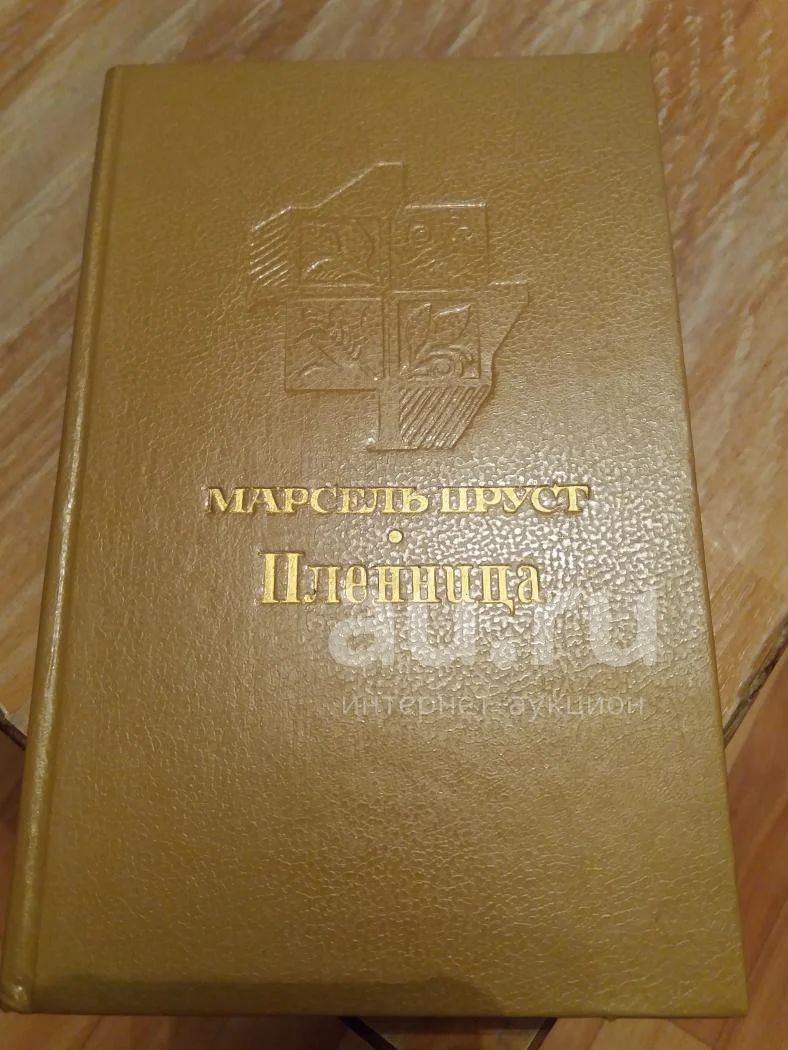 МАРСЕЛЬ ПРУСТ
Пленница
au.ru
интернет-аукцион